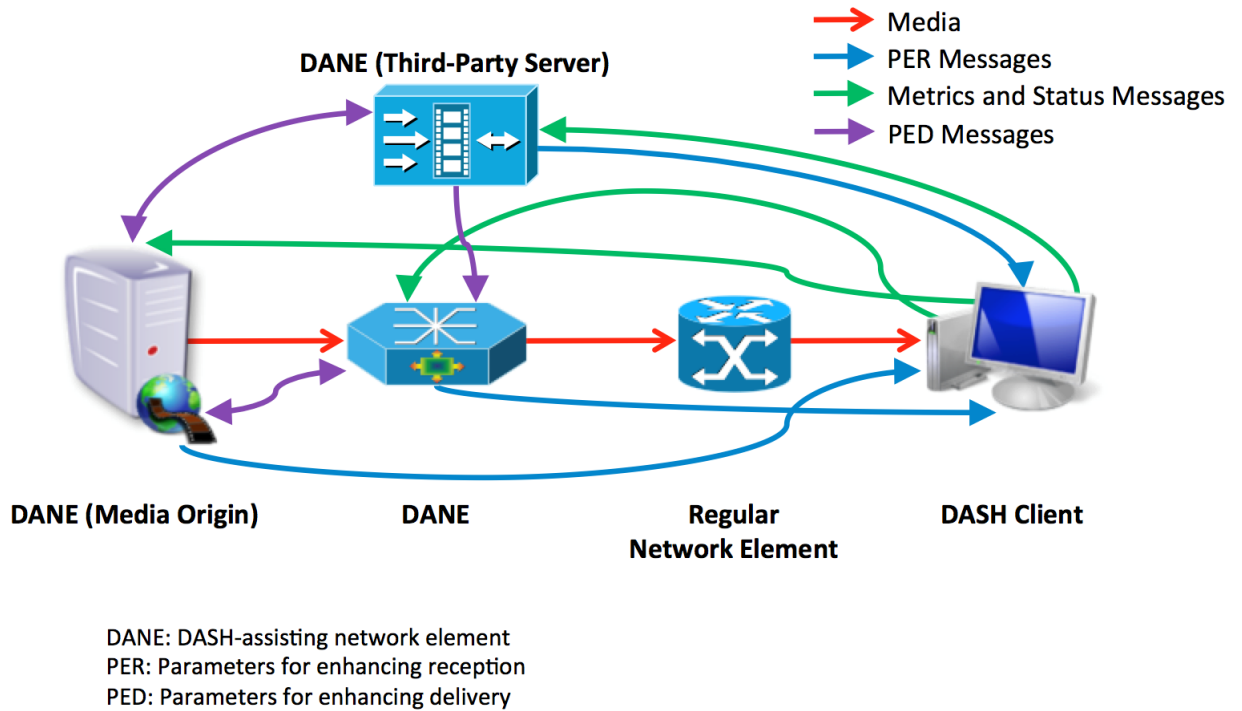 Media
PER Messages
Metrics and Status Messages
PED Messages
DANE (Third-Party Server)
DANE (Media Origin)
DANE
Regular
Network Element
DASH Client
DANE: DASH-assisting network element
PER: Parameters for enhancing reception
PED: Parameters for enhancing delivery